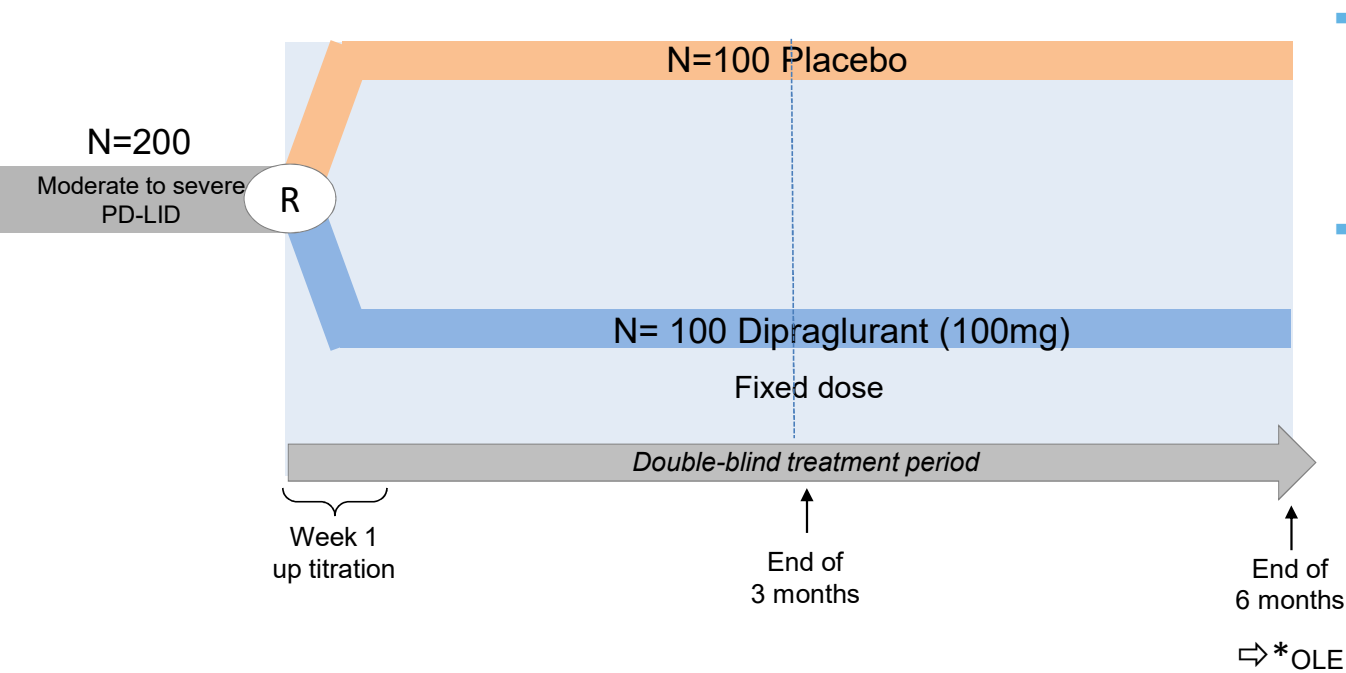 N=100 Placebo
N=200
Moderate to severe
PD-LID
R
N= 100 Dipraglurant (100mg)
Fixed dose
Double-blind treatment period
Week 1
up titration
End of
3 months
End of
6 months
⇨*OLE